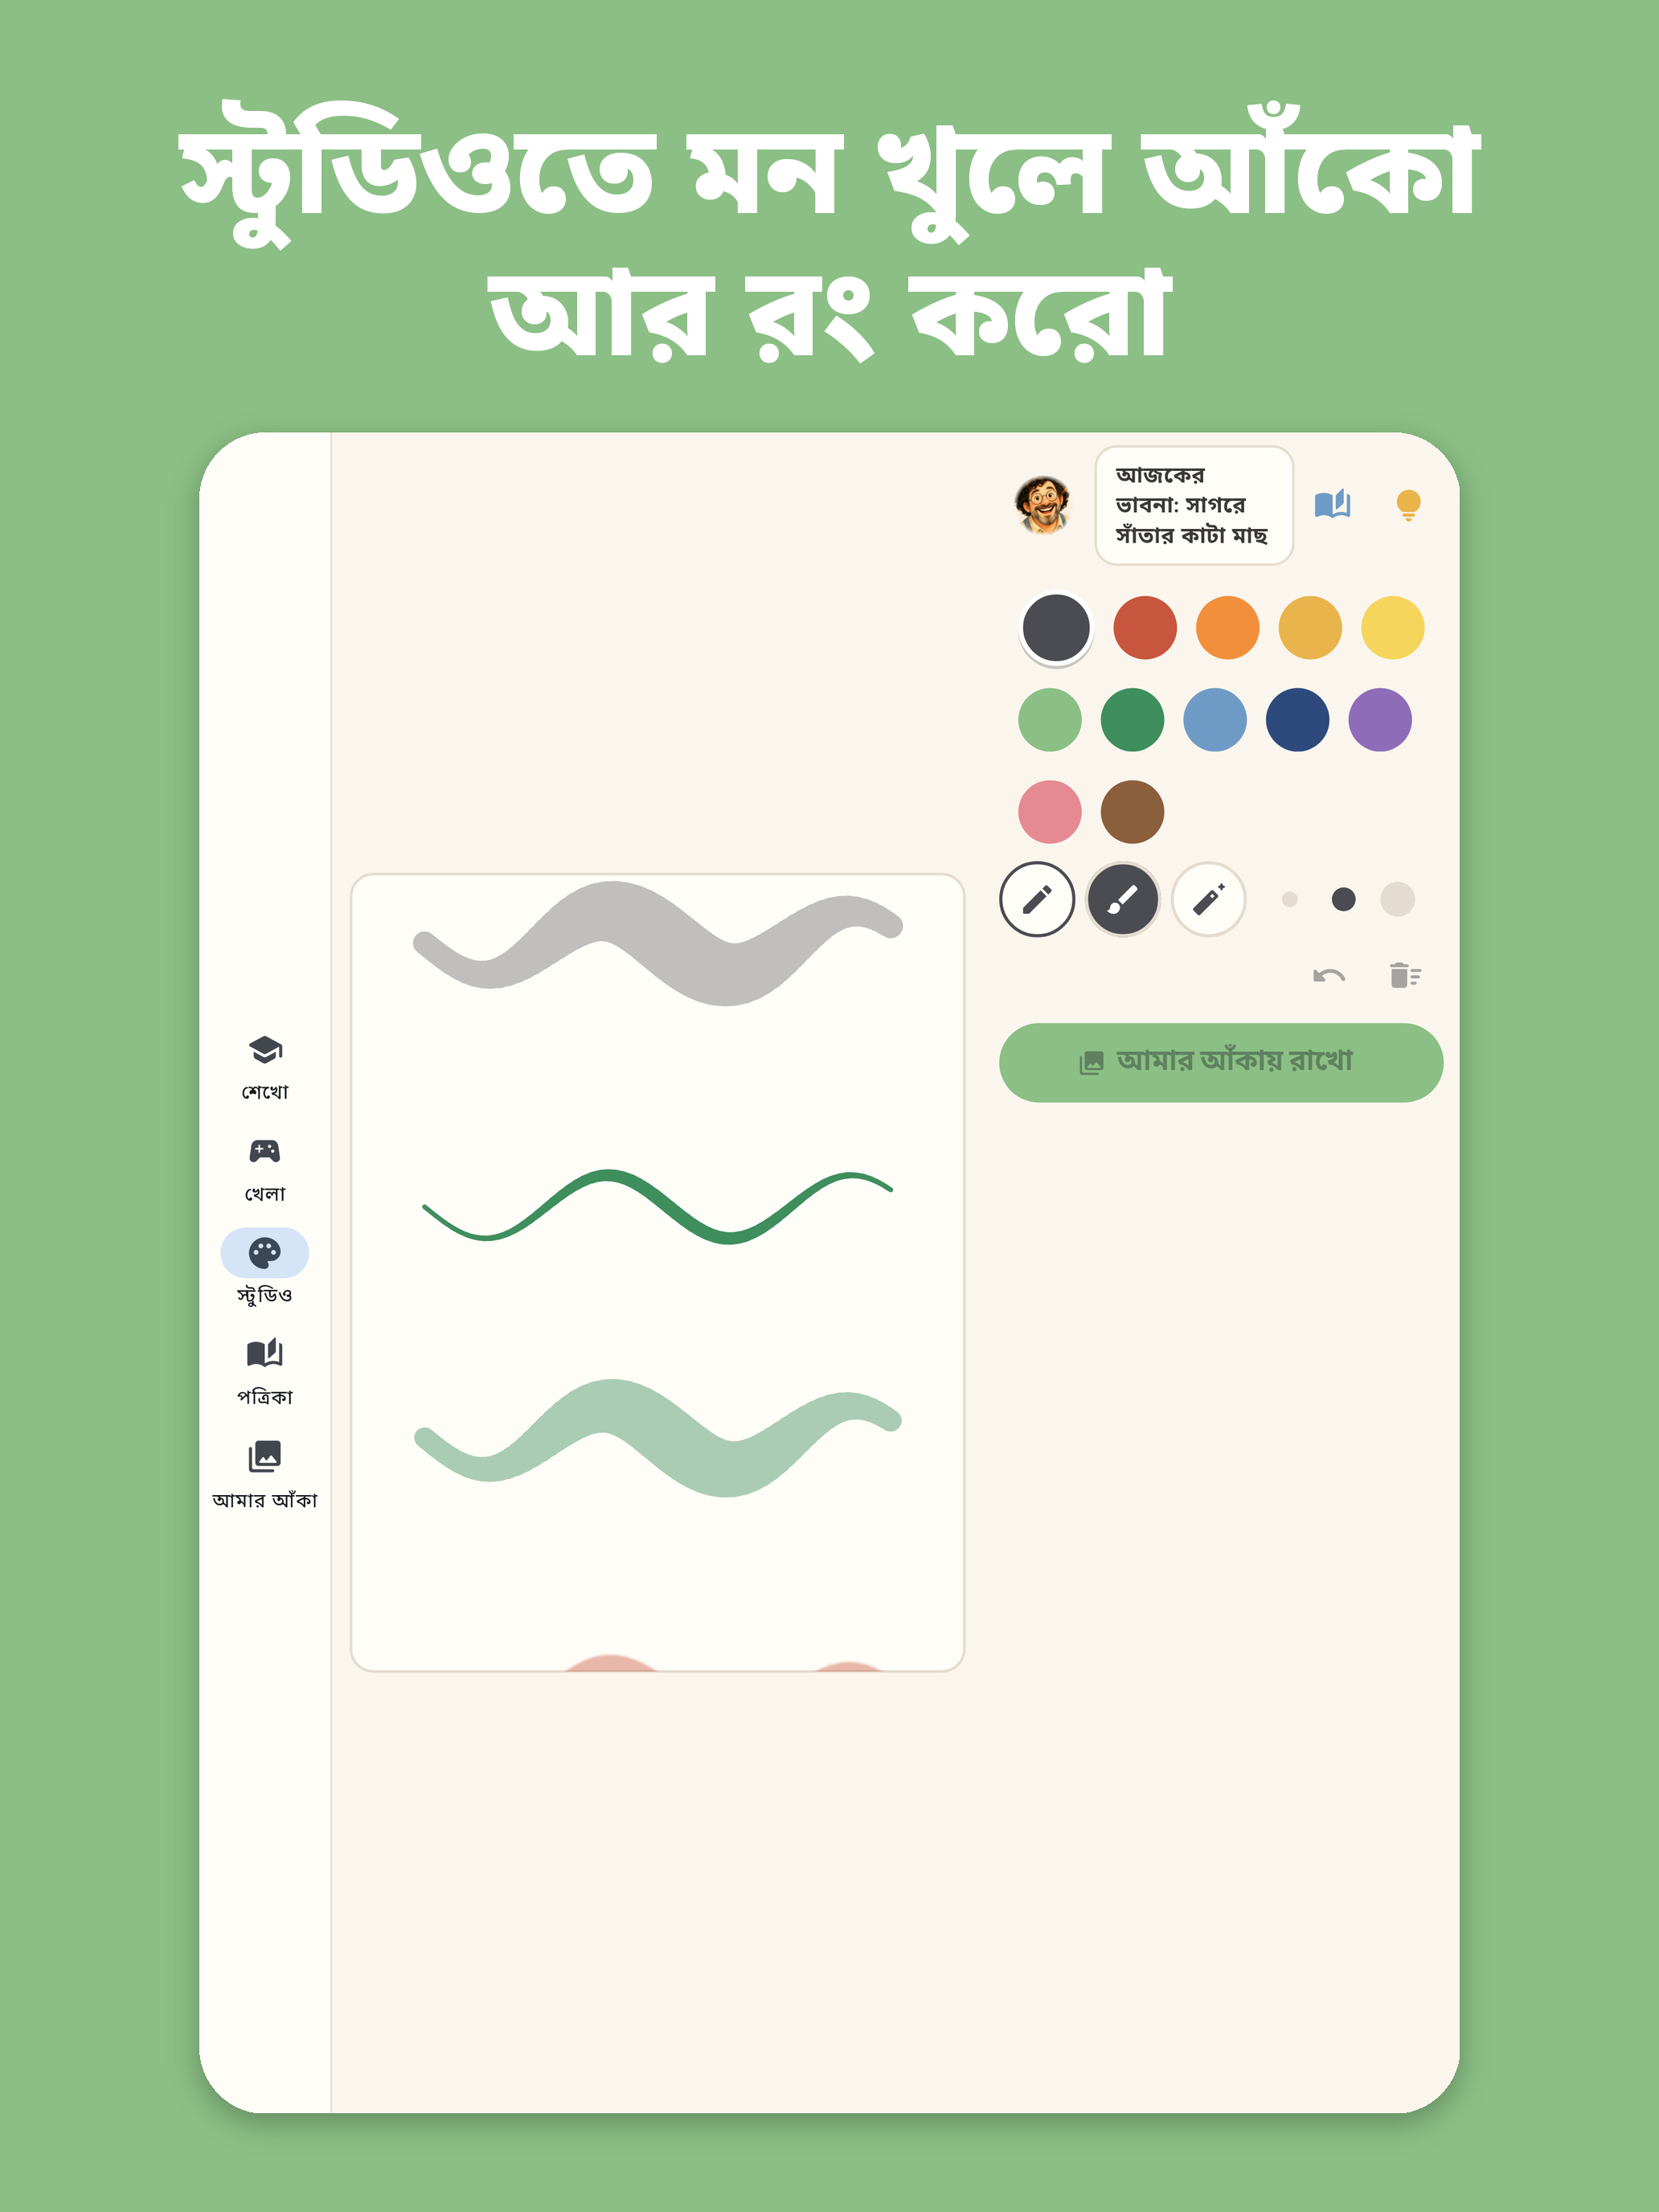 স্টুডিওতে মন খুলে আঁকো
আর রং করো
আজকের
ভাবনা: সাগরে
সাঁতার কাটা মাছ
আমার আঁকায় রাখো
শেখো
খেলা
স্টুডিও
পত্রিকা
আমার আঁকা